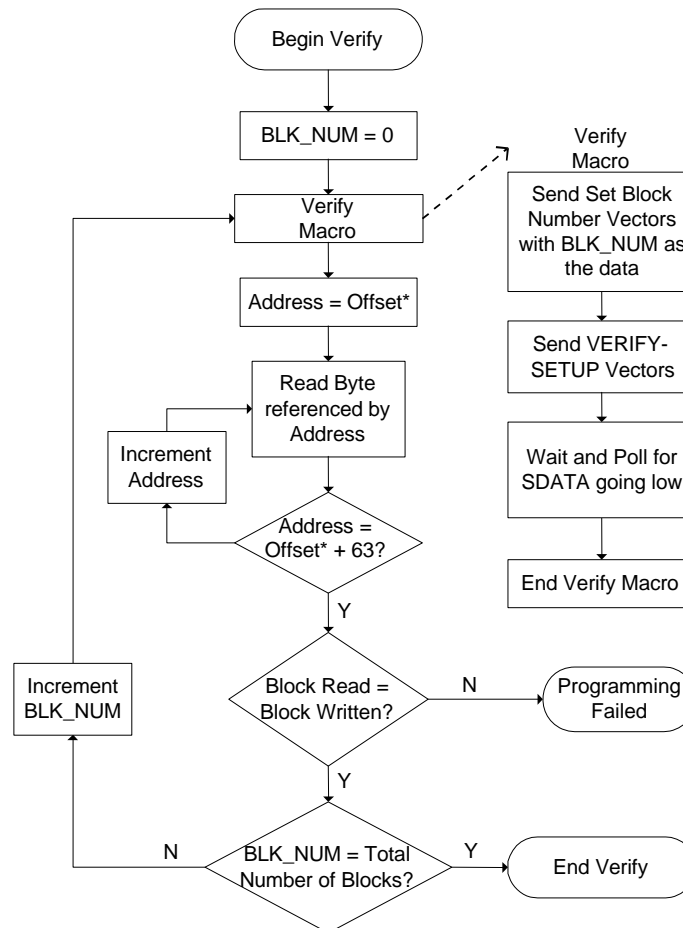 Begin Verify
BLK_NUM = 0
Verify
Macro
Address = Offset*
Read Byte
referenced by
Address
Increment
Address
Address =
Offset* + 63?
Y
Block Read =
Block Written?
N
Programming
Failed
Y
Increment
BLK_NUM
BLK_NUM = Total
Number of Blocks?
N
Y
End Verify
Verify
Macro
Send Set Block
Number Vectors
with BLK_NUM as
the data
Send VERIFY-
SETUP Vectors
Wait and Poll for
SDATA going low
End Verify Macro